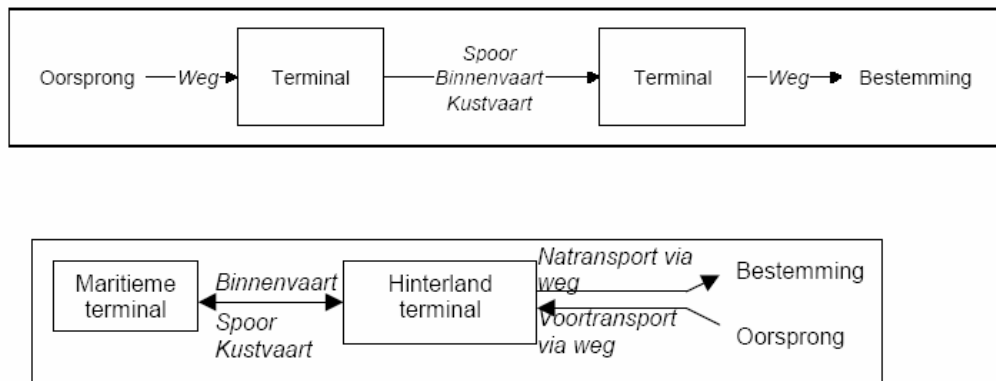 Oorsprong
Weg
Terminal
Spoor
Binnenvaart
Kustvaart
Terminal
Weg
Bestemming
Maritieme
terminal
Binnenvaart
Spoor
Kustvaart
Hinterland
terminal
Natransport via
weg
Voortransport
via weg
Bestemming
Oorsprong